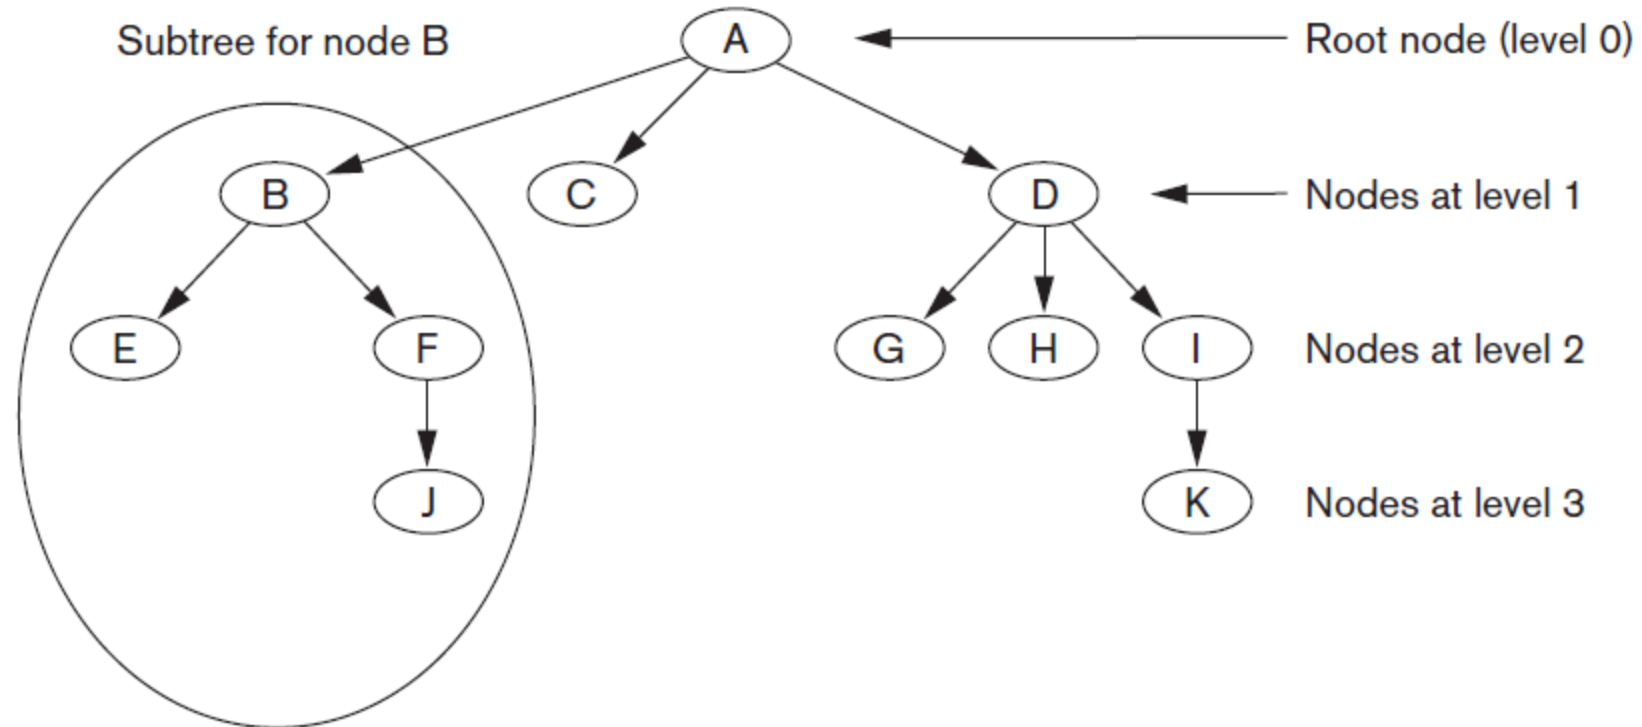 Subtree for node B
A
Root node (level 0)
B
C
D
Nodes at level 1
E
F
G
H
I
Nodes at level 2
J
K
Nodes at level 3